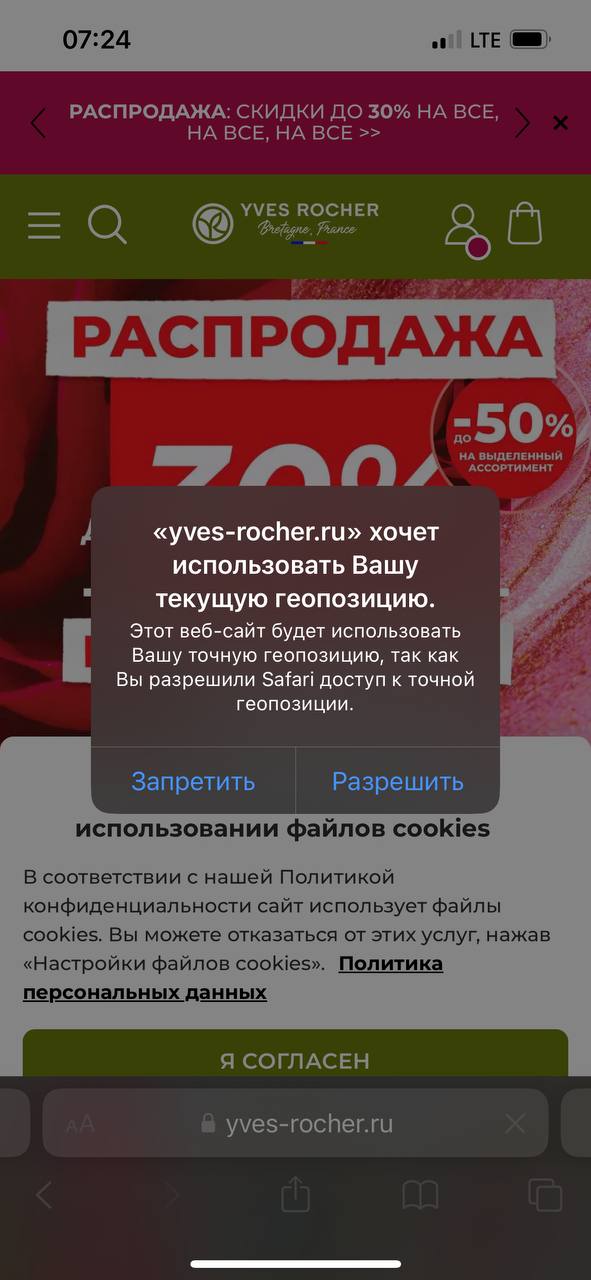 07:24
LTE
РАСПРОДАЖА: СКИДКИ ДО 30% НА ВСЕ,
НА ВСЕ, НА ВСЕ >>
YVES ROCHER
Bretagne, France
РАСПРОДАЖА
-50%
ДО
НА ВЫДЕЛЕННЫЙ
АССОРТИМЕНТ
30%
«yves-rocher.ru» хочет
использовать Вашу
текущую геопозицию.
Этот веб-сайт будет использовать
Вашу точную геопозицию, так как
Вы разрешили Safari доступ к точной
геопозиции.
Запретить
Разрешить
использовании файлов cookies
В соответствии с нашей Политикой
конфиденциальности сайт использует файлы
cookies. Вы можете отказаться от этих услуг, нажав
«Настройки файлов cookies». Политика
персональных данных
Я СОГЛАСЕН
AA
yves-rocher.ru